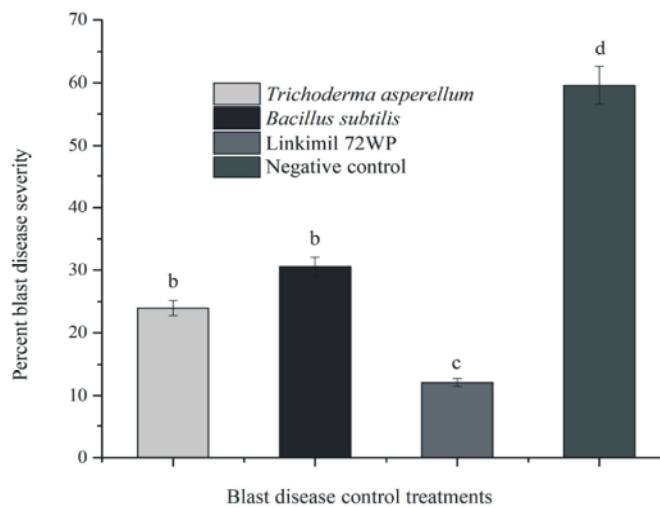 Percent blast disease severity
70
60
50
40
30
20
10
0
Trichoderma asperellum
Bacillus subtilis
Linkimil 72WP
Negative control
b
b
c
d
Blast disease control treatments